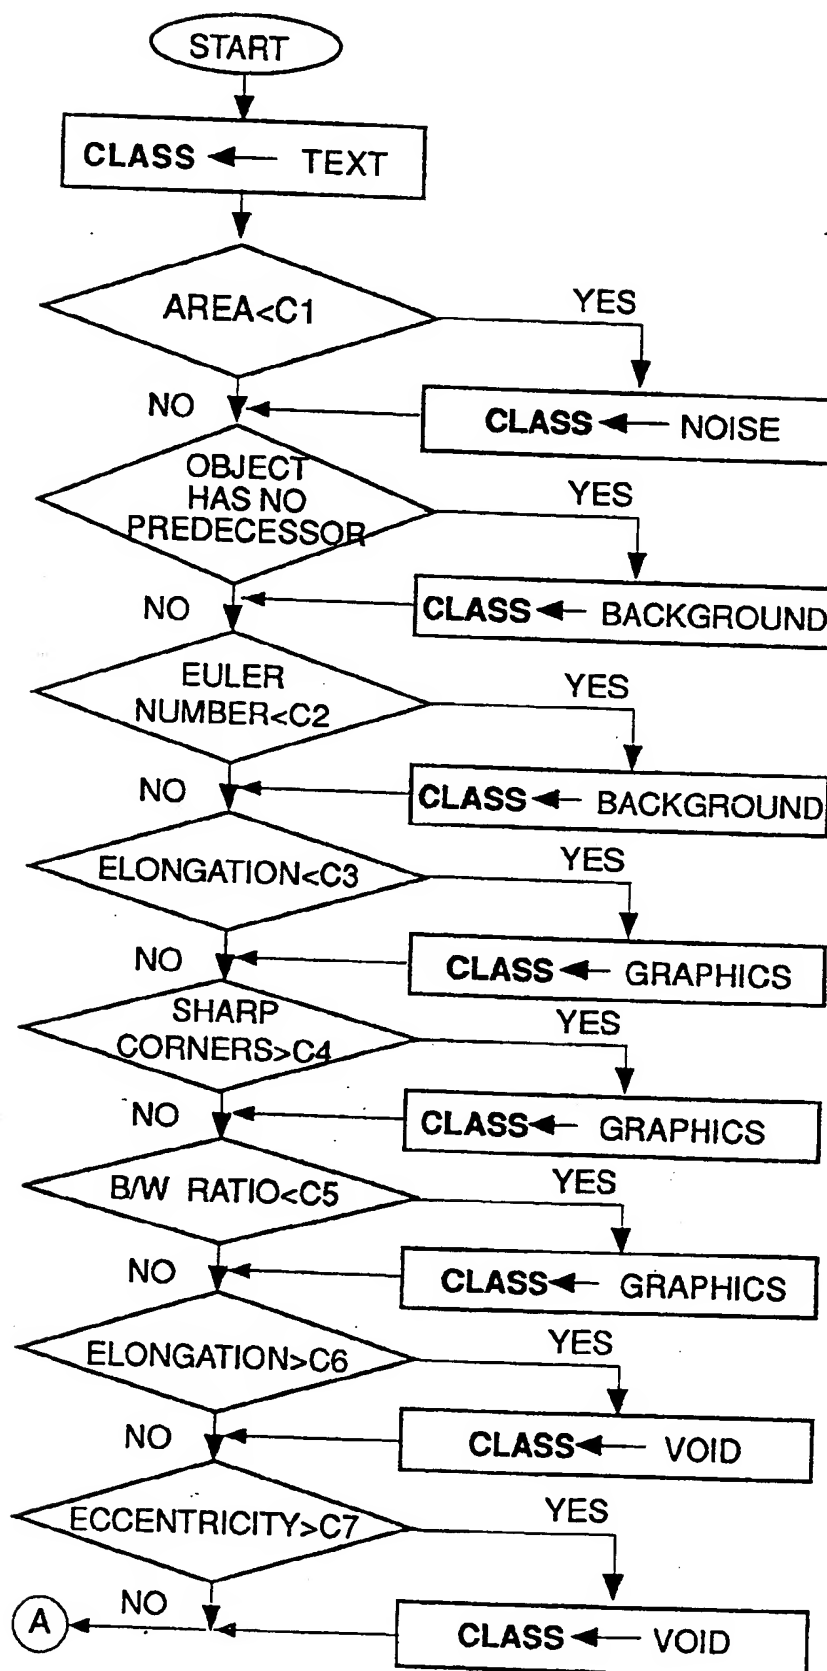 START
CLASS ← TEXT
AREA<C1
YES
NO
CLASS ← NOISE
OBJECT
HAS NO
PREDECESSOR
YES
NO
CLASS ← BACKGROUND
EULER
NUMBER<C2
YES
NO
CLASS ← BACKGROUND
ELONGATION<C3
YES
NO
CLASS ← GRAPHICS
SHARP
CORNERS>C4
YES
NO
CLASS ← GRAPHICS
B/W RATIO<C5
YES
NO
CLASS ← GRAPHICS
ELONGATION>C6
YES
NO
CLASS ← VOID
ECCENTRICITY>C7
YES
NO
A
CLASS ← VOID